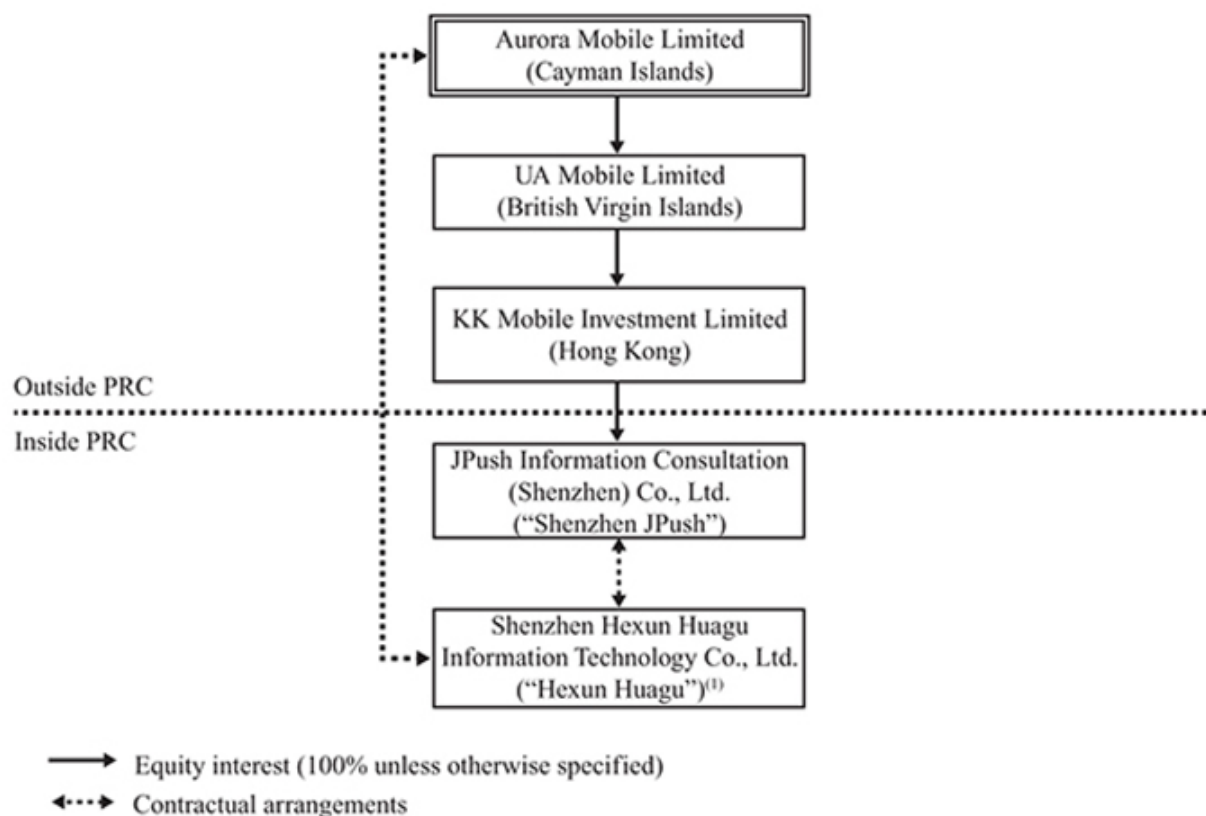 Aurora Mobile Limited
(Cayman Islands)
UA Mobile Limited
(British Virgin Islands)
KK Mobile Investment Limited
(Hong Kong)
Outside PRC
Inside PRC
JPush Information Consultation
(Shenzhen) Co., Ltd.
(“Shenzhen JPush”)
Shenzhen Hexun Huagu
Information Technology Co., Ltd.
(“Hexun Huagu”)(1)
Equity interest (100% unless otherwise specified)
Contractual arrangements